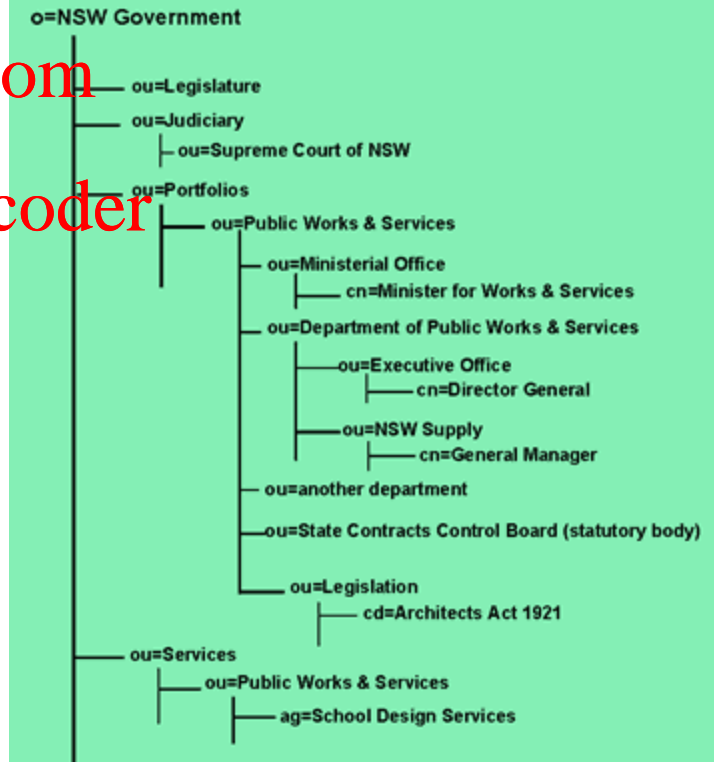 o=NSW Government
om
ou=Legislature
ou=Judiciary
ou=Supreme Court of NSW
ou=Portfolios
coder
ou=Public Works & Services
ou=Ministerial Office
cn=Minister for Works & Services
ou=Department of Public Works & Services
ou=Executive Office
cn=Director General
ou=NSW Supply
cn=General Manager
ou=another department
ou=State Contracts Control Board (statutory body)
ou=Legislation
cd=Architects Act 1921
ou=Services
ou=Public Works & Services
ag=School Design Services